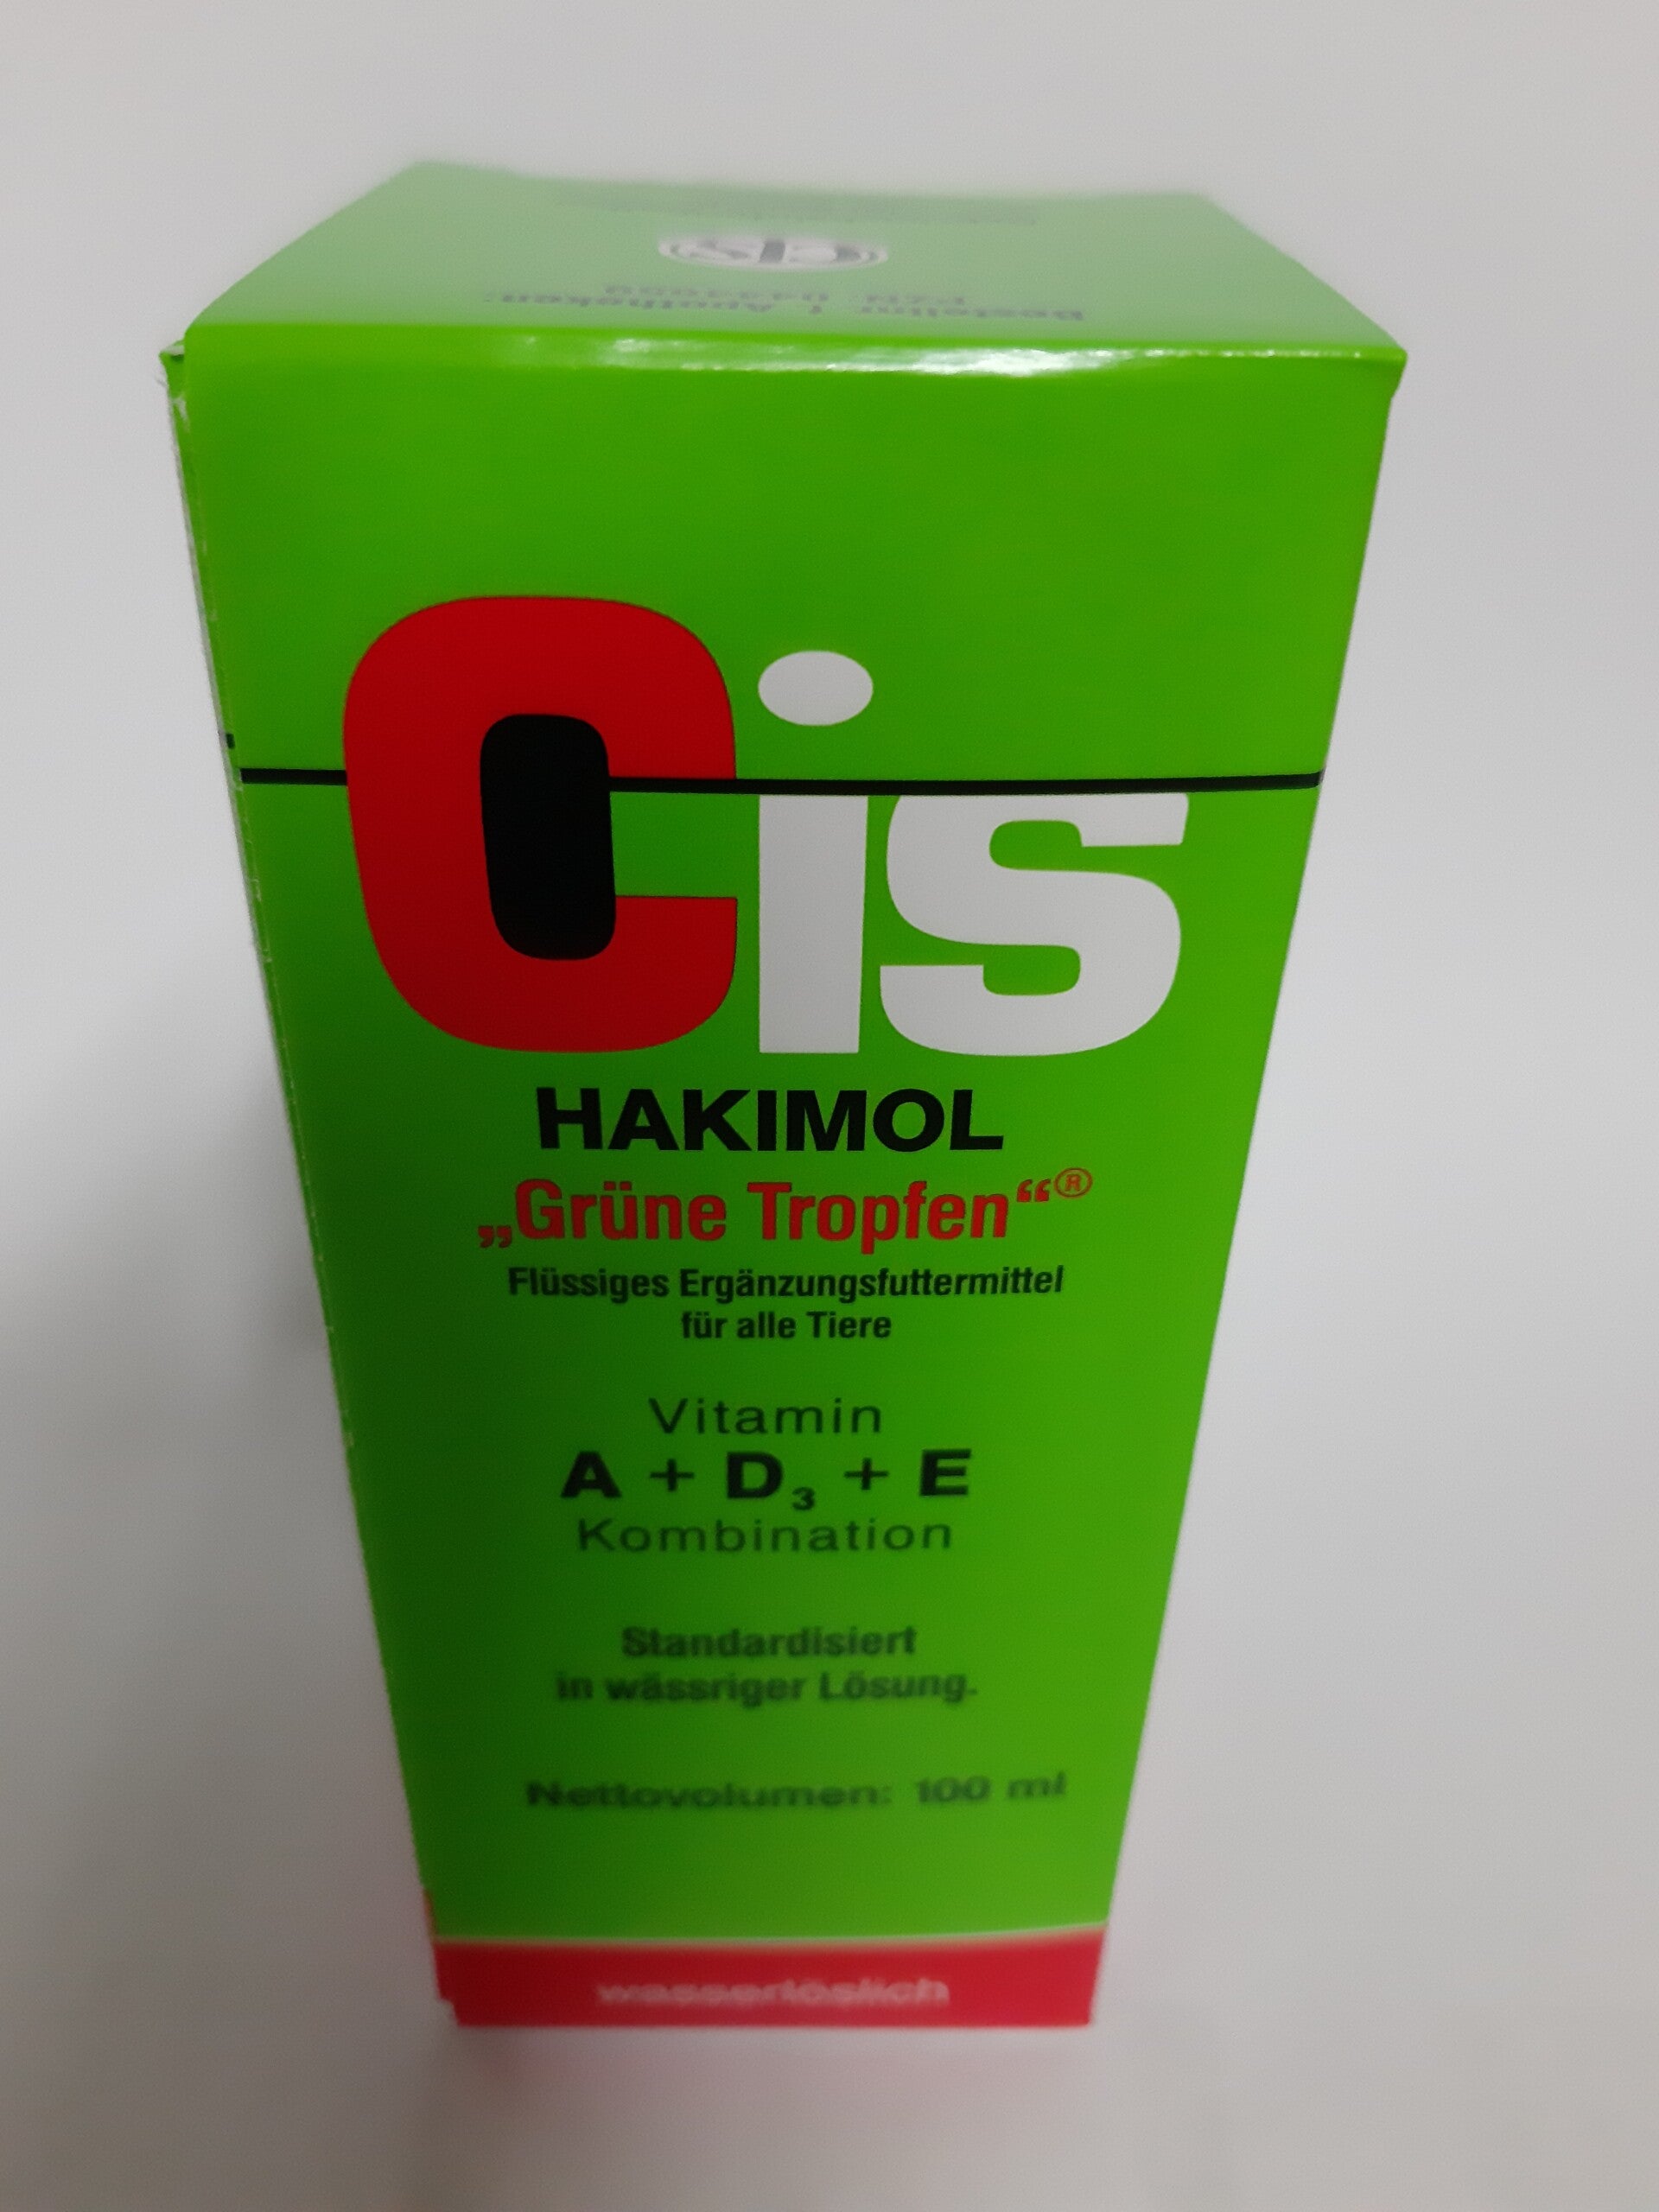 Cis
HAKIMOL
„Grüne Tropfen“®
Flüssiges Ergänzungsfuttermittel
für alle Tiere
Vitamin
A + D₃ + E
Kombination
Standardisiert
in wässriger Lösung.
Nettovolumen: 100 ml
wasserlöslich
Cis